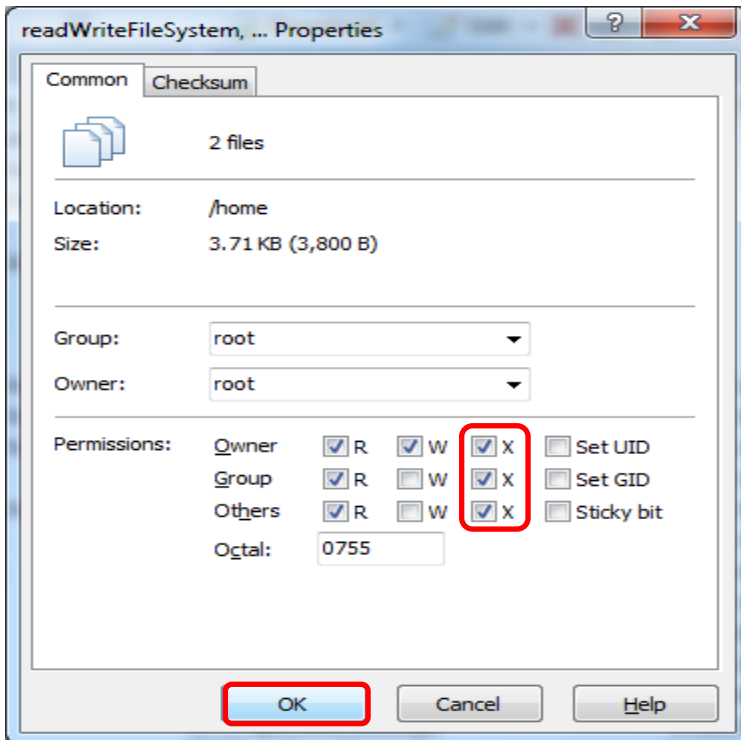 readWriteFileSystem, ... Properties
Common Checksum
2 files
Location: /home
Size: 3.71 KB (3,800 B)
Group: root
Owner: root
Permissions: Owner R W X Set UID
Group R W X Set GID
Others R W X Sticky bit
Octal: 0755
OK Cancel Help